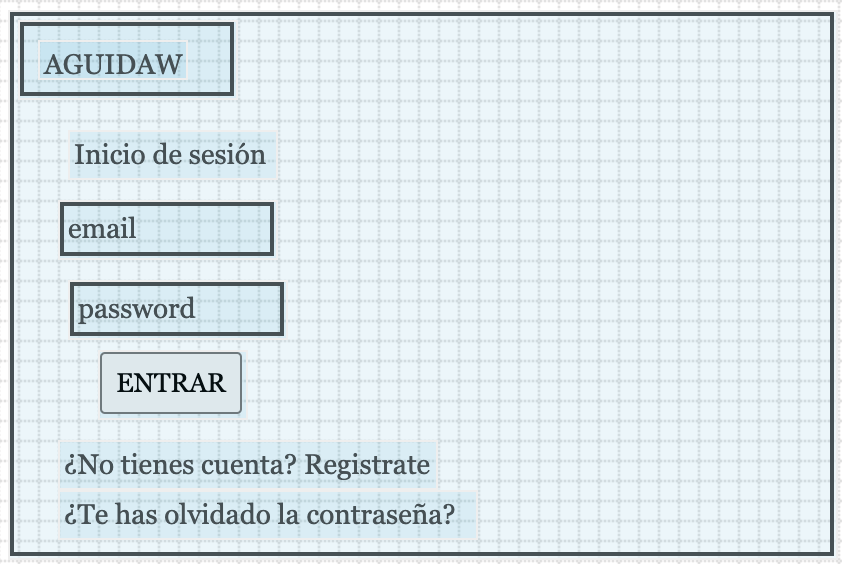 AGUIDAW
Inicio de sesión
email
password
ENTRAR
¿No tienes cuenta? Registrate
¿Te has olvidado la contraseña?